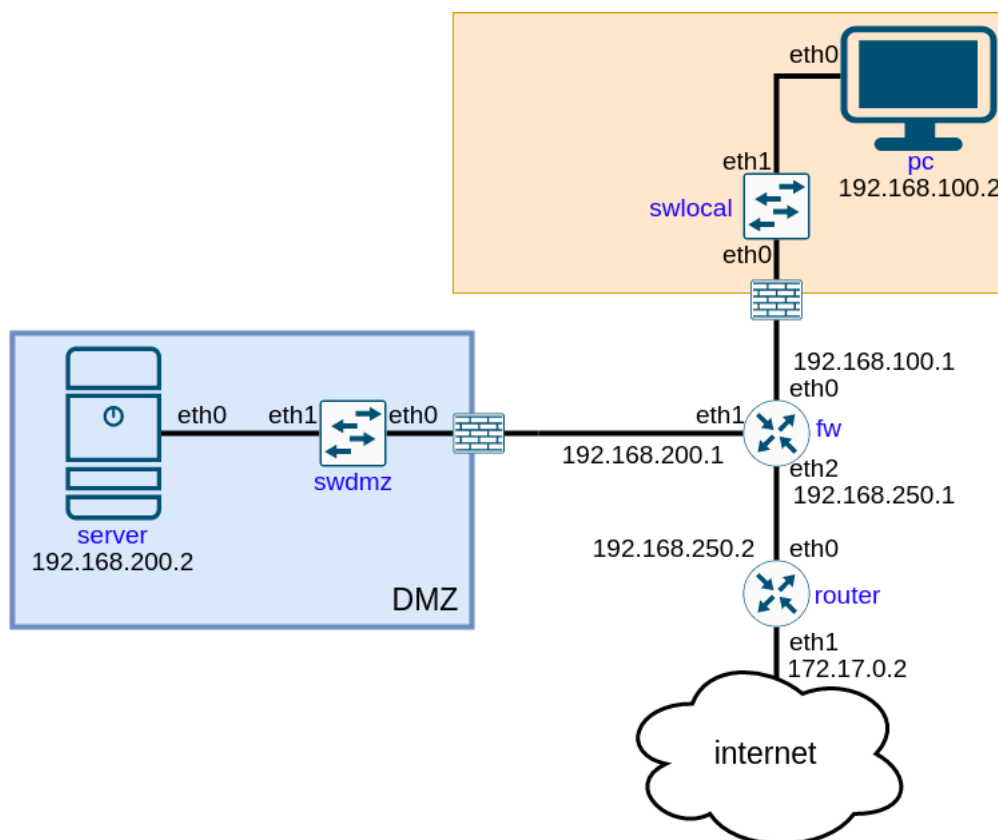 eth0
pc
192.168.100.2
eth1
swlocal
eth0
192.168.100.1
eth0
eth0
eth1
eth0
eth1
fw
192.168.200.1
eth2
192.168.250.1
swdmz
server
192.168.200.2
DMZ
192.168.250.2
eth0
router
eth1
172.17.0.2
internet